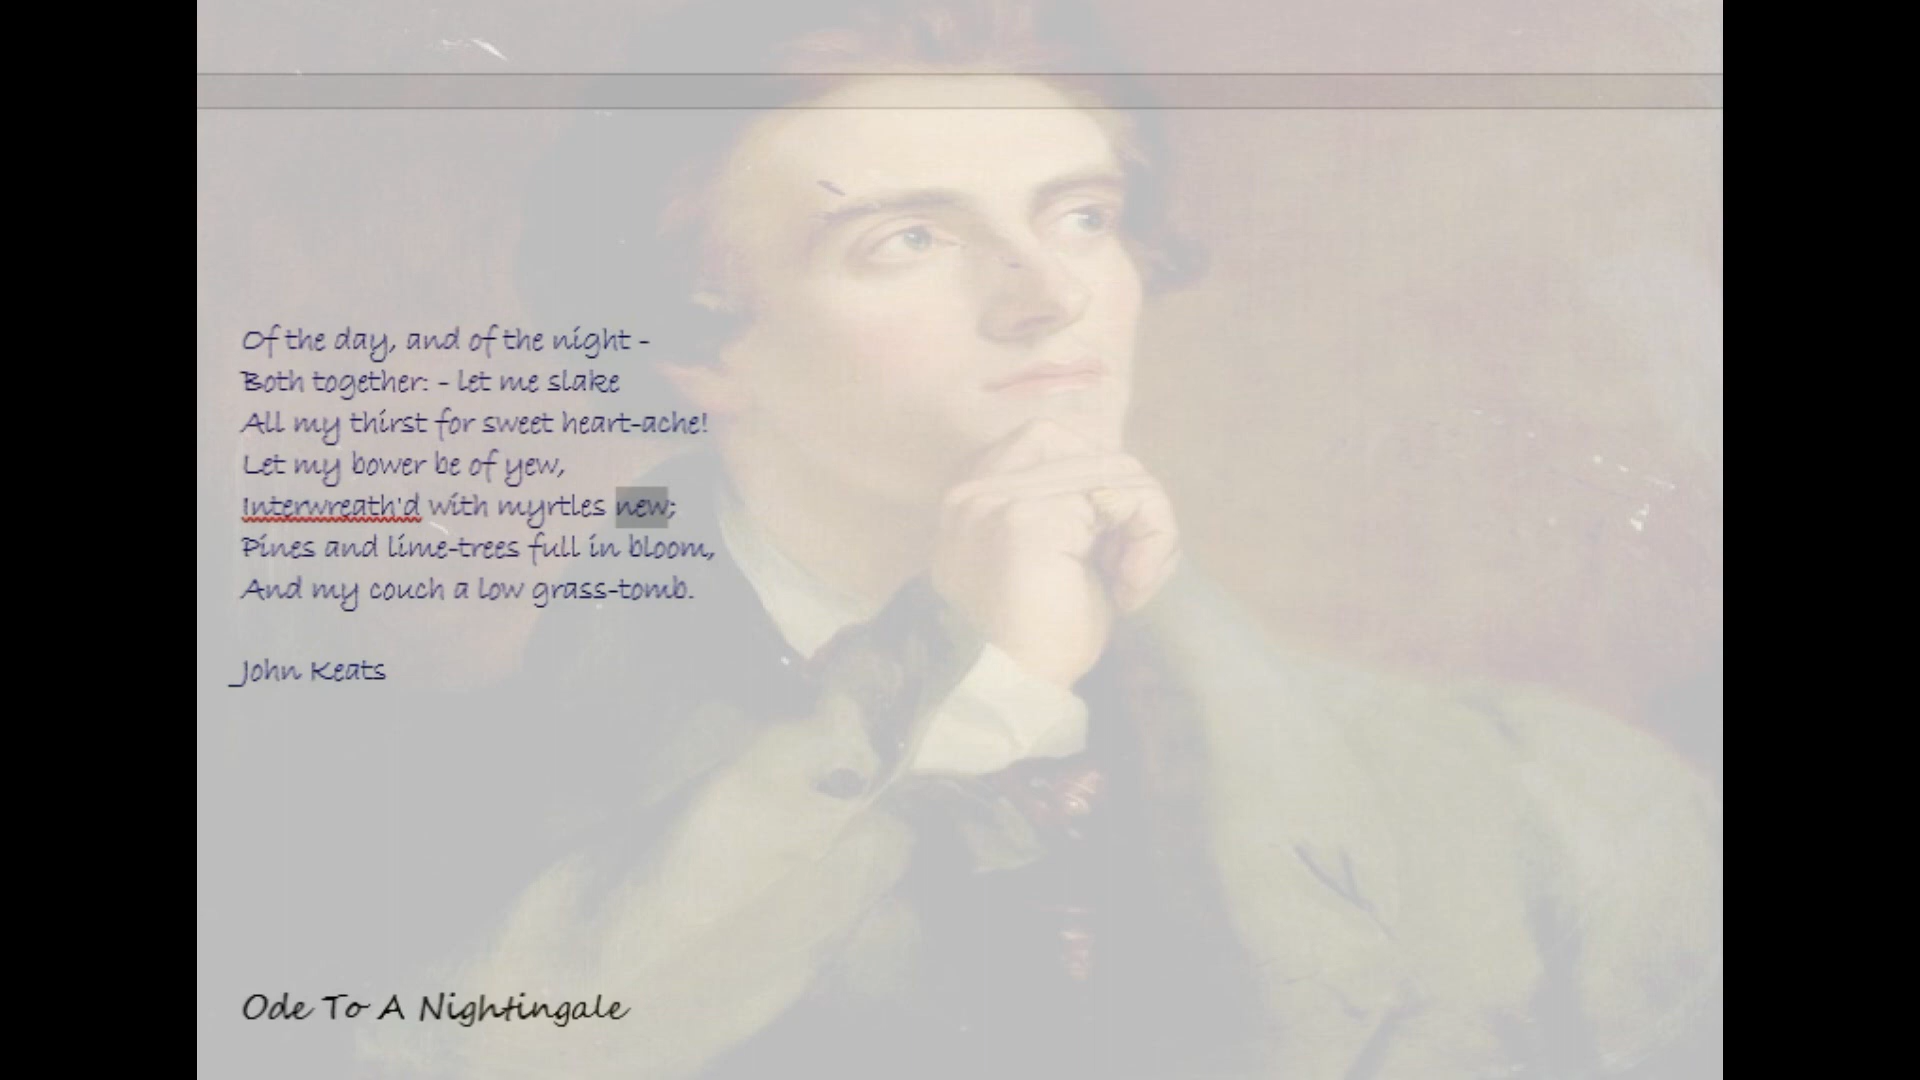 Of the day, and of the night -
Both together: - let me slake
All my thirst for sweet heart-ache!
Let my bower be of yew,
Interwreath'd with myrtles new;
Pines and lime-trees full in bloom,
And my couch a low grass-tomb.
John Keats
Ode To A Nightingale